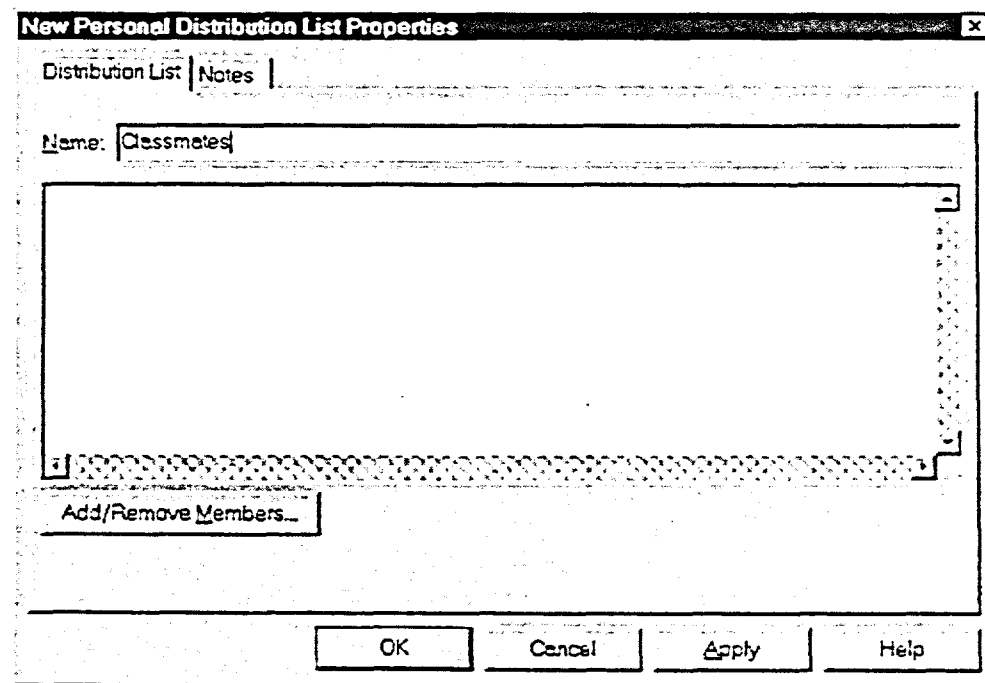 New Personal Distribution List Properties
Distribution List Notes
Name: Classmates
Add/Remove Members...
OK Cancel Apply Help